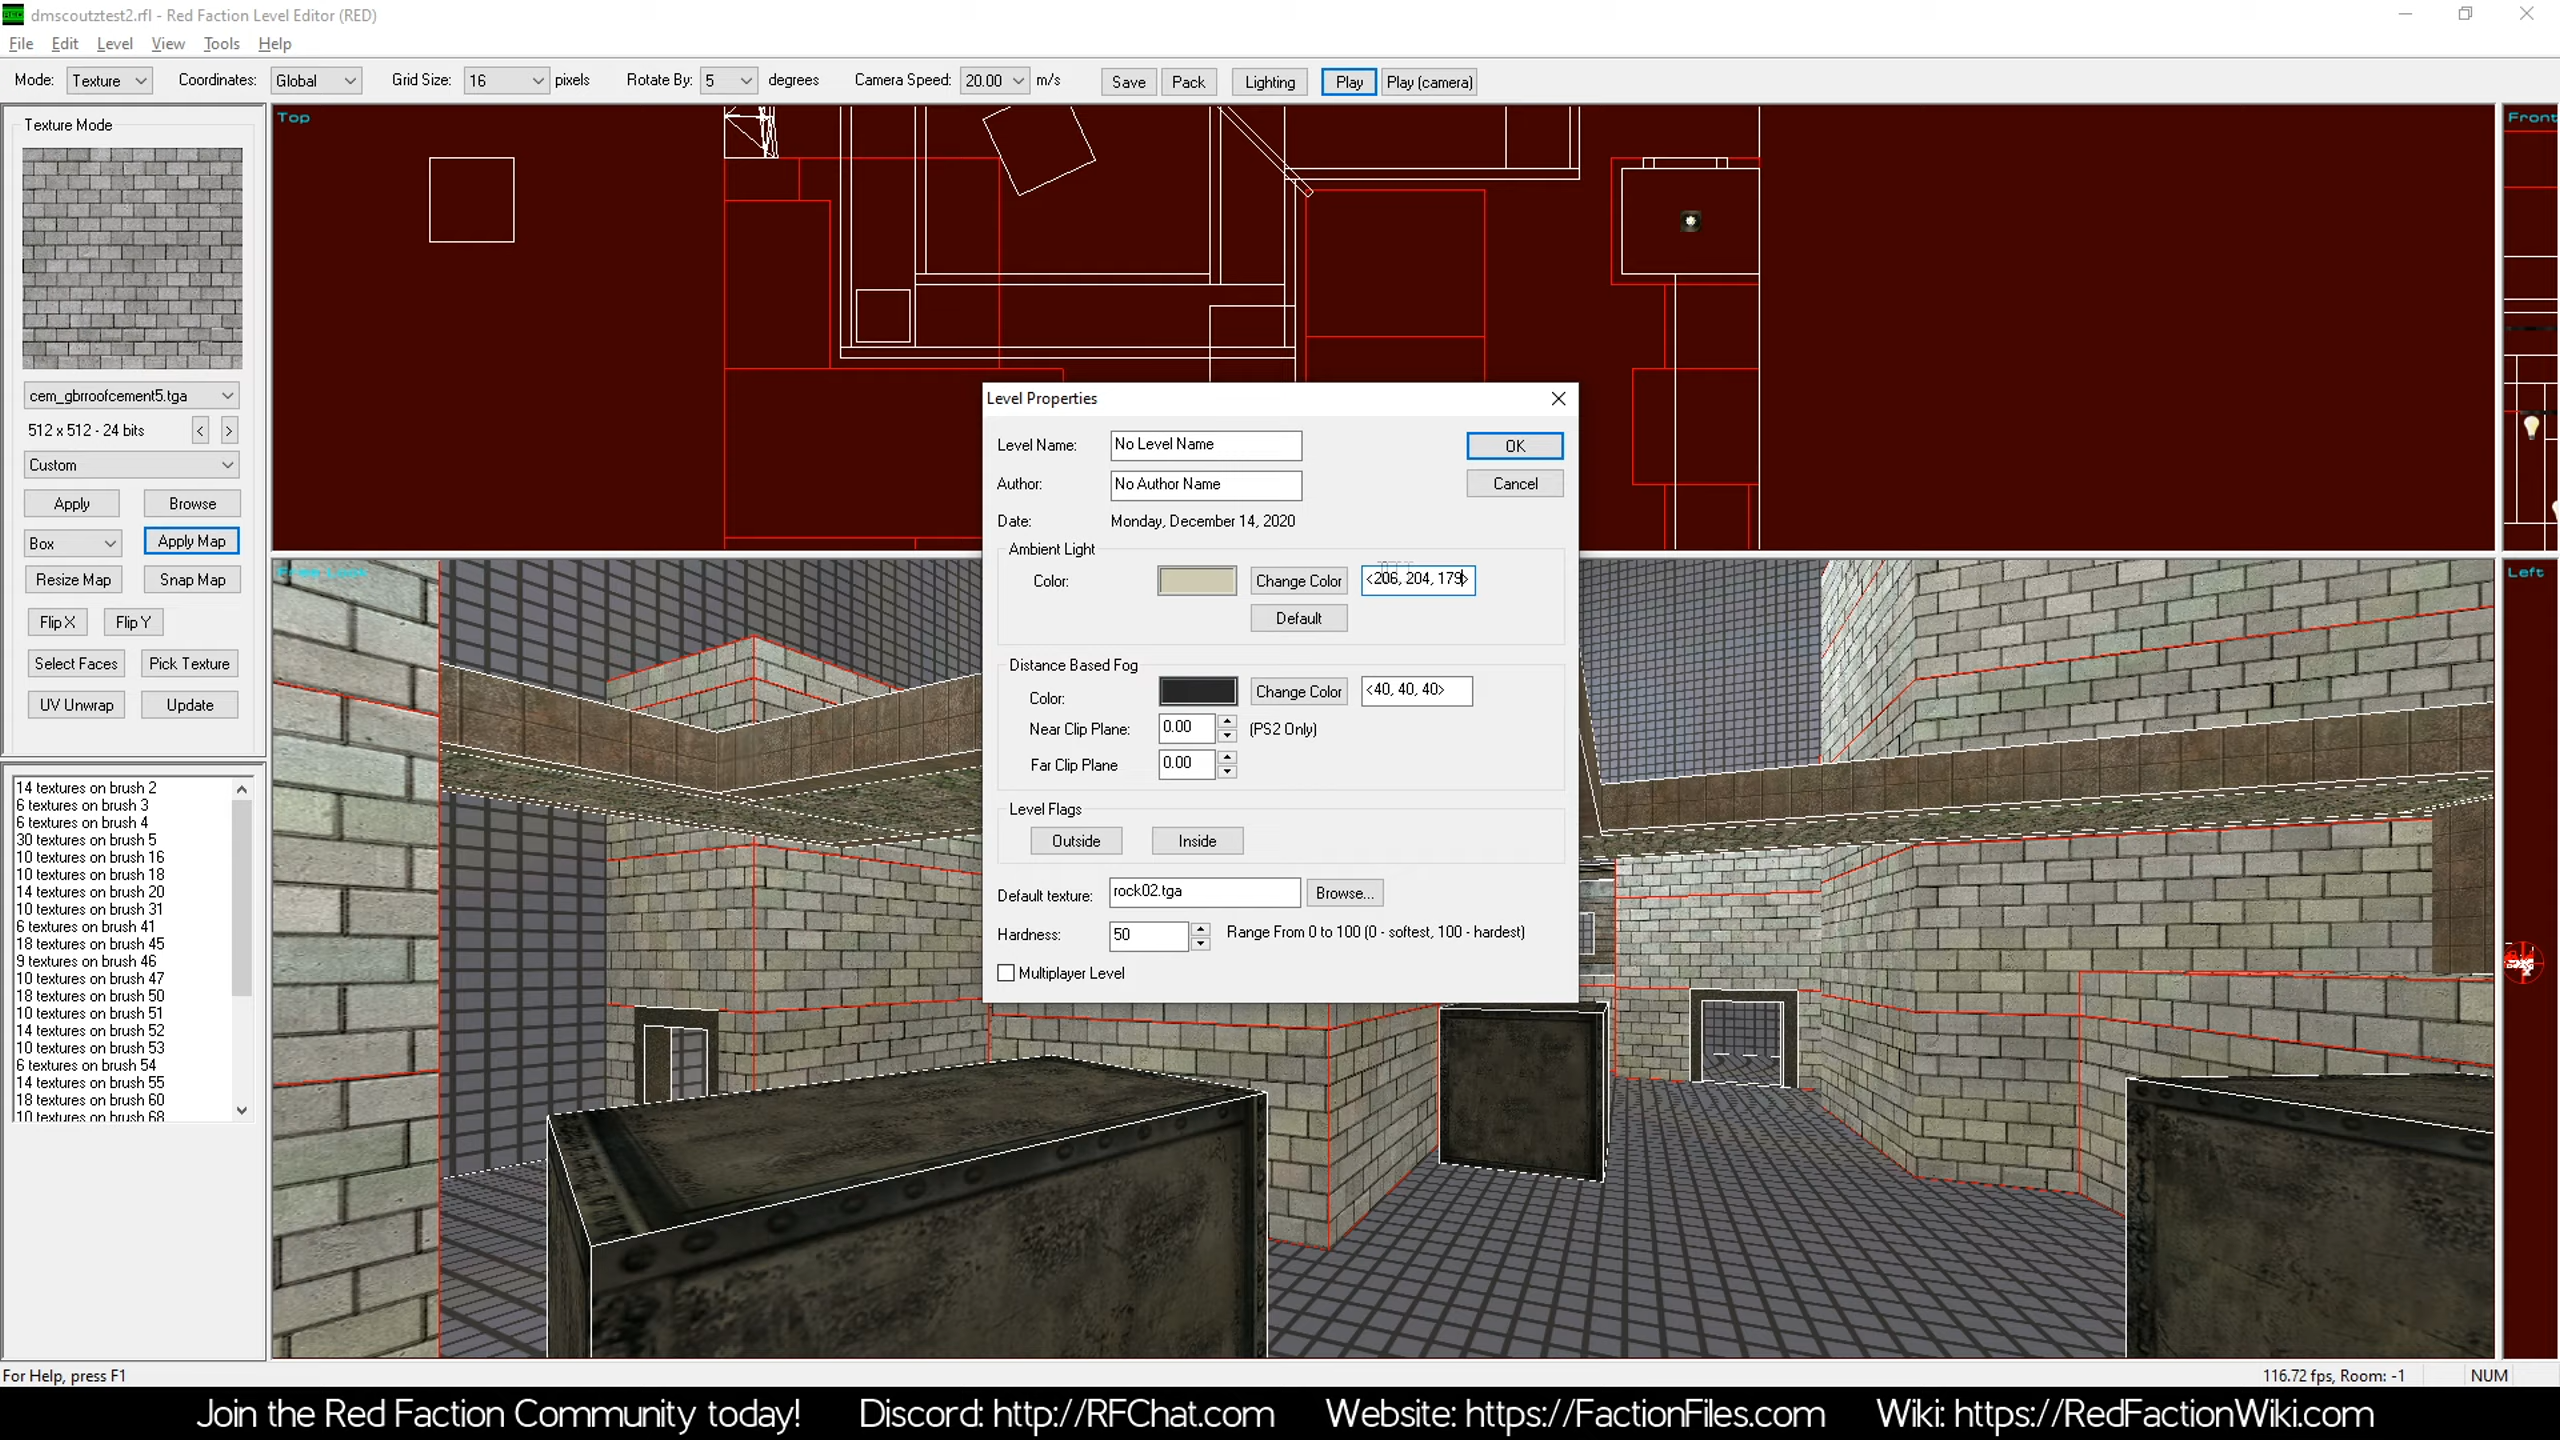 dmscoutztest2.rfl - Red Faction Level Editor (RED)
File Edit Level View Tools Help
Mode: Texture Coordinates: Global Grid Size: 16 pixels Rotate By: 5 degrees Camera Speed: 20.00 m/s Save Pack Lighting Play Play (camera)
Texture Mode
cem_gbrroofcement5.tga
512 x 512 - 24 bits < >
Custom
Apply Browse
Box Apply Map
Resize Map Snap Map
Flip X Flip Y
Select Faces Pick Texture
UV Unwrap Update
14 textures on brush 2
6 textures on brush 3
6 textures on brush 4
30 textures on brush 5
10 textures on brush 16
10 textures on brush 18
14 textures on brush 20
10 textures on brush 31
6 textures on brush 41
18 textures on brush 45
9 textures on brush 46
10 textures on brush 47
18 textures on brush 50
10 textures on brush 51
14 textures on brush 52
10 textures on brush 53
6 textures on brush 54
14 textures on brush 55
18 textures on brush 60
10 textures on brush 68
Top
Front
Free Look
Left
Level Properties
Level Name: No Level Name OK
Author: No Author Name Cancel
Date: Monday, December 14, 2020
Ambient Light
Color: Change Color <206, 204, 179>
Default
Distance Based Fog
Color: Change Color <40, 40, 40>
Near Clip Plane: 0.00 (PS2 Only)
Far Clip Plane 0.00
Level Flags
Outside Inside
Default texture: rock02.tga Browse...
Hardness: 50 Range From 0 to 100 (0 - softest, 100 - hardest)
Multiplayer Level
For Help, press F1 116.72 fps, Room: -1 NUM
Join the Red Faction Community today! Discord: http://RFChat.com Website: https://FactionFiles.com Wiki: https://RedFactionWiki.com